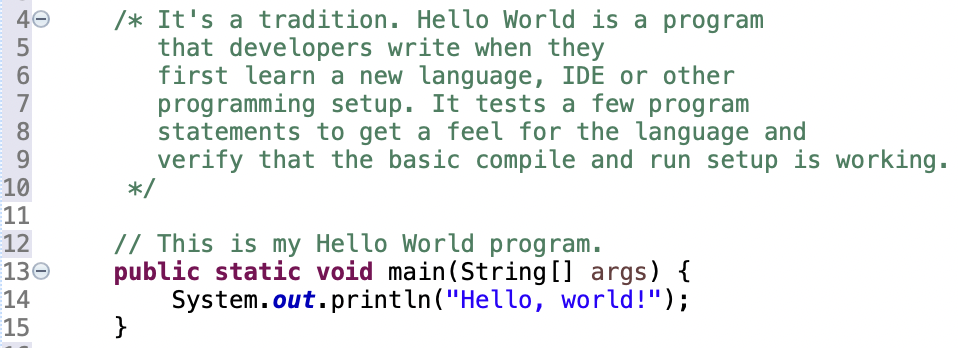 4 /* It's a tradition. Hello World is a program
5 that developers write when they
6 first learn a new language, IDE or other
7 programming setup. It tests a few program
8 statements to get a feel for the language and
9 verify that the basic compile and run setup is working.
10 */
11
12 // This is my Hello World program.
13 public static void main(String[] args) {
14 System.out.println("Hello, world!");
15 }